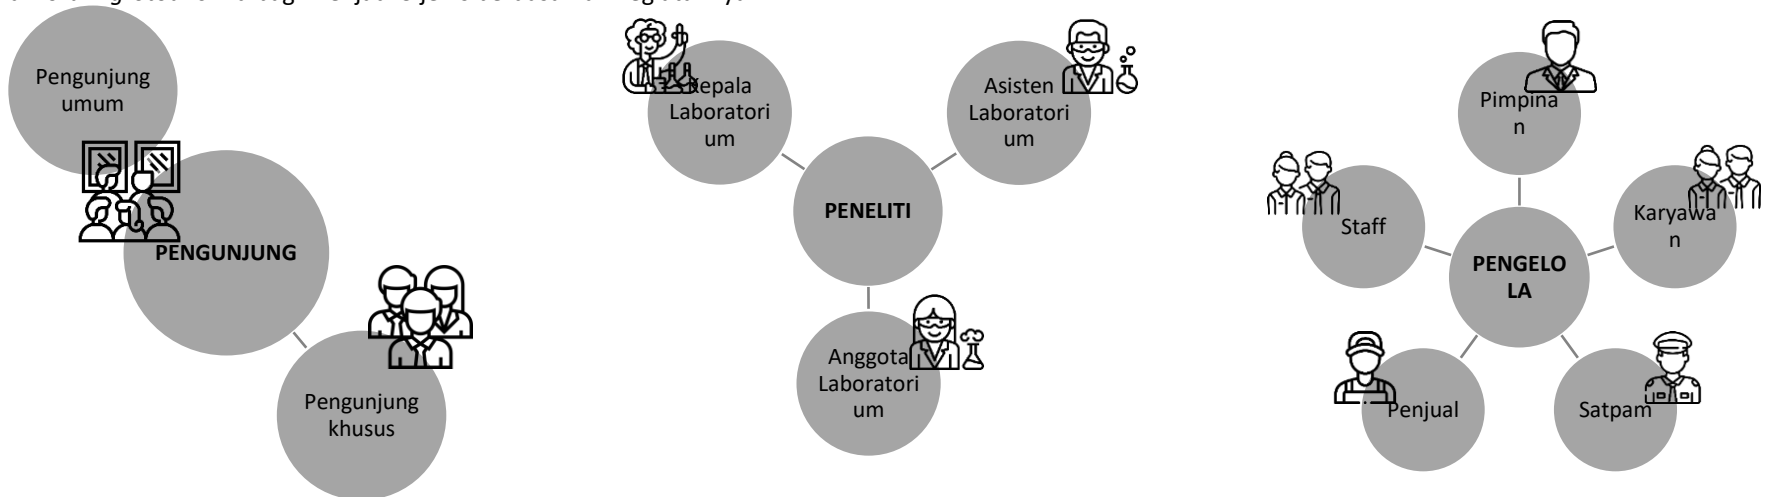 Pengunjung
umum
PENGUNJUNG
Pengunjung
khusus
Kepala
Laboratori
um
Asisten
Laboratori
um
PENELITI
Anggota
Laboratori
um
Pimpina
n
Staff
Karyawa
n
PENGELO
LA
Penjual
Satpam